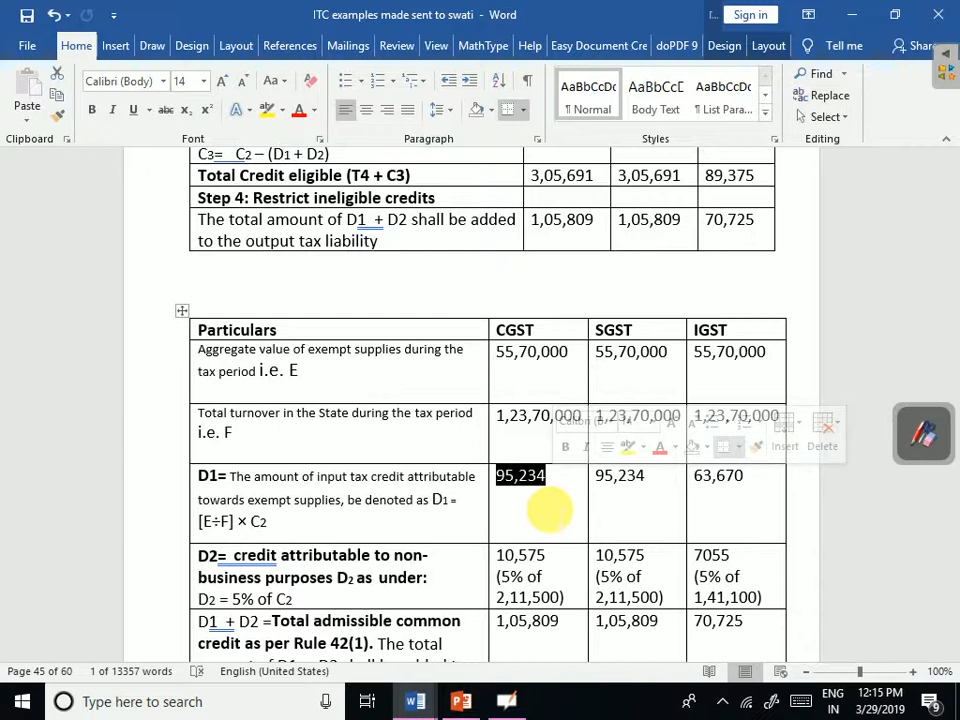 ITC examples made sent to swati - Word
Sign in
File Home Insert Draw Design Layout References Mailings Review View MathType Help Easy Document Cre doPDF 9 Design Layout Tell me Share
Paste
Calibri (Body) 14
Aa
B I U abc x₂ x²
AaBbCcDc AaBbCcD AaBbCcDc
¶ Normal Body Text ¶ List Para...
Find
Replace
Select
Clipboard Font Paragraph Styles Editing
C3= C2 – (D1 + D2)
Total Credit eligible (T4 + C3) 3,05,691 3,05,691 89,375
Step 4: Restrict ineligible credits
The total amount of D1 + D2 shall be added 1,05,809 1,05,809 70,725
to the output tax liability
Particulars CGST SGST IGST
Aggregate value of exempt supplies during the 55,70,000 55,70,000 55,70,000
tax period i.e. E
Total turnover in the State during the tax period 1,23,70,000 1,23,70,000 1,23,70,000
i.e. F
Insert Delete
D1= The amount of input tax credit attributable 95,234 95,234 63,670
towards exempt supplies, be denoted as D1 =
[E÷F] × C2
D2= credit attributable to non- 10,575 10,575 7055
business purposes D2 as under: (5% of (5% of (5% of
D2 = 5% of C2 2,11,500) 2,11,500) 1,41,100)
D1 + D2 =Total admissible common 1,05,809 1,05,809 70,725
credit as per Rule 42(1). The total
Page 45 of 60 1 of 13357 words English (United States) 100%
Type here to search
ENG 12:15 PM
IN 3/29/2019